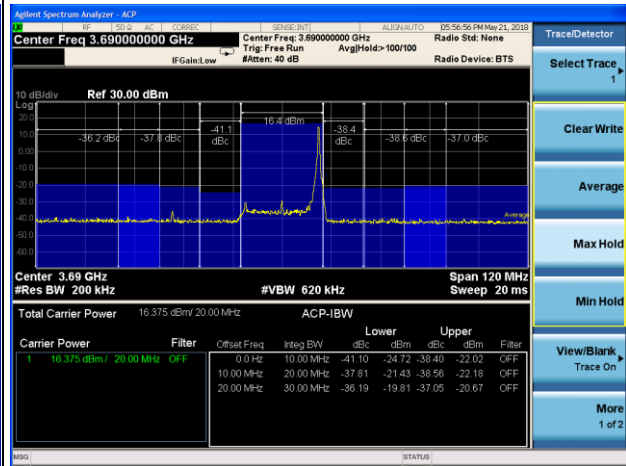 Agilent Spectrum Analyzer - ACP
RF 50 Ω AC CORREC SENSE:INT ALIGN AUTO 05:56:56 PM May 21, 2018
Center Freq 3.690000000 GHz
Center Freq: 3.690000000 GHz
Radio Std: None
Trig: Free Run Avg|Hold:>100/100
IFGain:Low #Atten: 40 dB Radio Device: BTS
10 dB/div Ref 30.00 dBm
Log
20.0
10.0
0.00
-10.0
-20.0
-30.0
-40.0
-50.0
-60.0
16.4 dBm
-36.2 dBc -37.8 dBc -41.1 dBc -38.4 dBc -38.6 dBc -37.0 dBc
Average
Center 3.69 GHz Span 120 MHz
#Res BW 200 kHz #VBW 620 kHz Sweep 20 ms
Total Carrier Power 16.375 dBm/ 20.00 MHz ACP-IBW
Lower Upper
Carrier Power Filter Offset Freq Integ BW dBc dBm dBc dBm Filter
1 16.375 dBm / 20.00 MHz OFF 0.0 Hz 10.00 MHz -41.10 -24.72 -38.40 -22.02 OFF
10.00 MHz 20.00 MHz -37.81 -21.43 -38.56 -22.18 OFF
20.00 MHz 30.00 MHz -36.19 -19.81 -37.05 -20.67 OFF
MSG STATUS
Trace/Detector
Select Trace
1
Clear Write
Average
Max Hold
Min Hold
View/Blank
Trace On
More
1 of 2